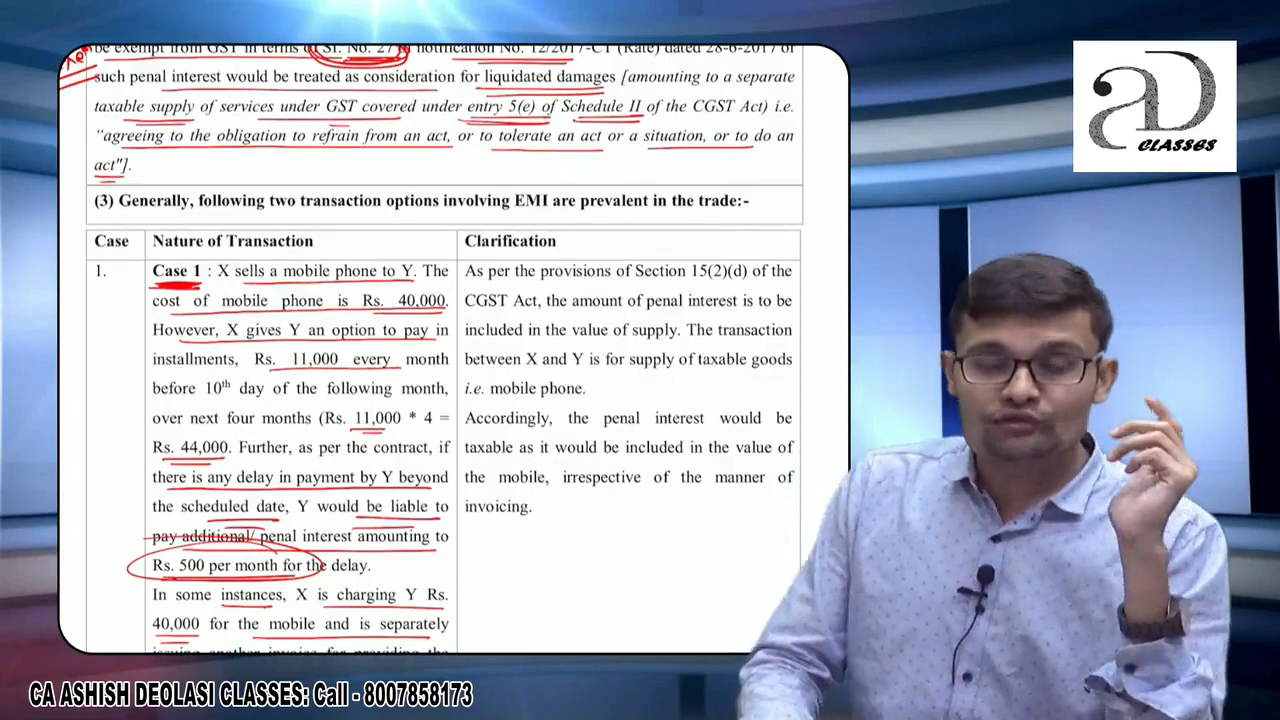 be exempt from GST in terms of Sr. No. 27 of notification No. 12/2017-CT (Rate) dated 28-6-2017 or
such penal interest would be treated as consideration for liquidated damages [amounting to a separate
taxable supply of services under GST covered under entry 5(e) of Schedule II of the CGST Act) i.e.
"agreeing to the obligation to refrain from an act, or to tolerate an act or a situation, or to do an
act"].
(3) Generally, following two transaction options involving EMI are prevalent in the trade:-
Case
Nature of Transaction
Clarification
1.
Case 1 : X sells a mobile phone to Y. The
cost of mobile phone is Rs. 40,000.
However, X gives Y an option to pay in
installments, Rs. 11,000 every month
before 10th day of the following month,
over next four months (Rs. 11,000 * 4 =
Rs. 44,000. Further, as per the contract, if
there is any delay in payment by Y beyond
the scheduled date, Y would be liable to
pay additional/ penal interest amounting to
Rs. 500 per month for the delay.
In some instances, X is charging Y Rs.
40,000 for the mobile and is separately
issuing another invoice for providing the
As per the provisions of Section 15(2)(d) of the
CGST Act, the amount of penal interest is to be
included in the value of supply. The transaction
between X and Y is for supply of taxable goods
i.e. mobile phone.
Accordingly, the penal interest would be
taxable as it would be included in the value of
the mobile, irrespective of the manner of
invoicing.
aD
CLASSES
CA ASHISH DEOLASI CLASSES: Call - 8007858173